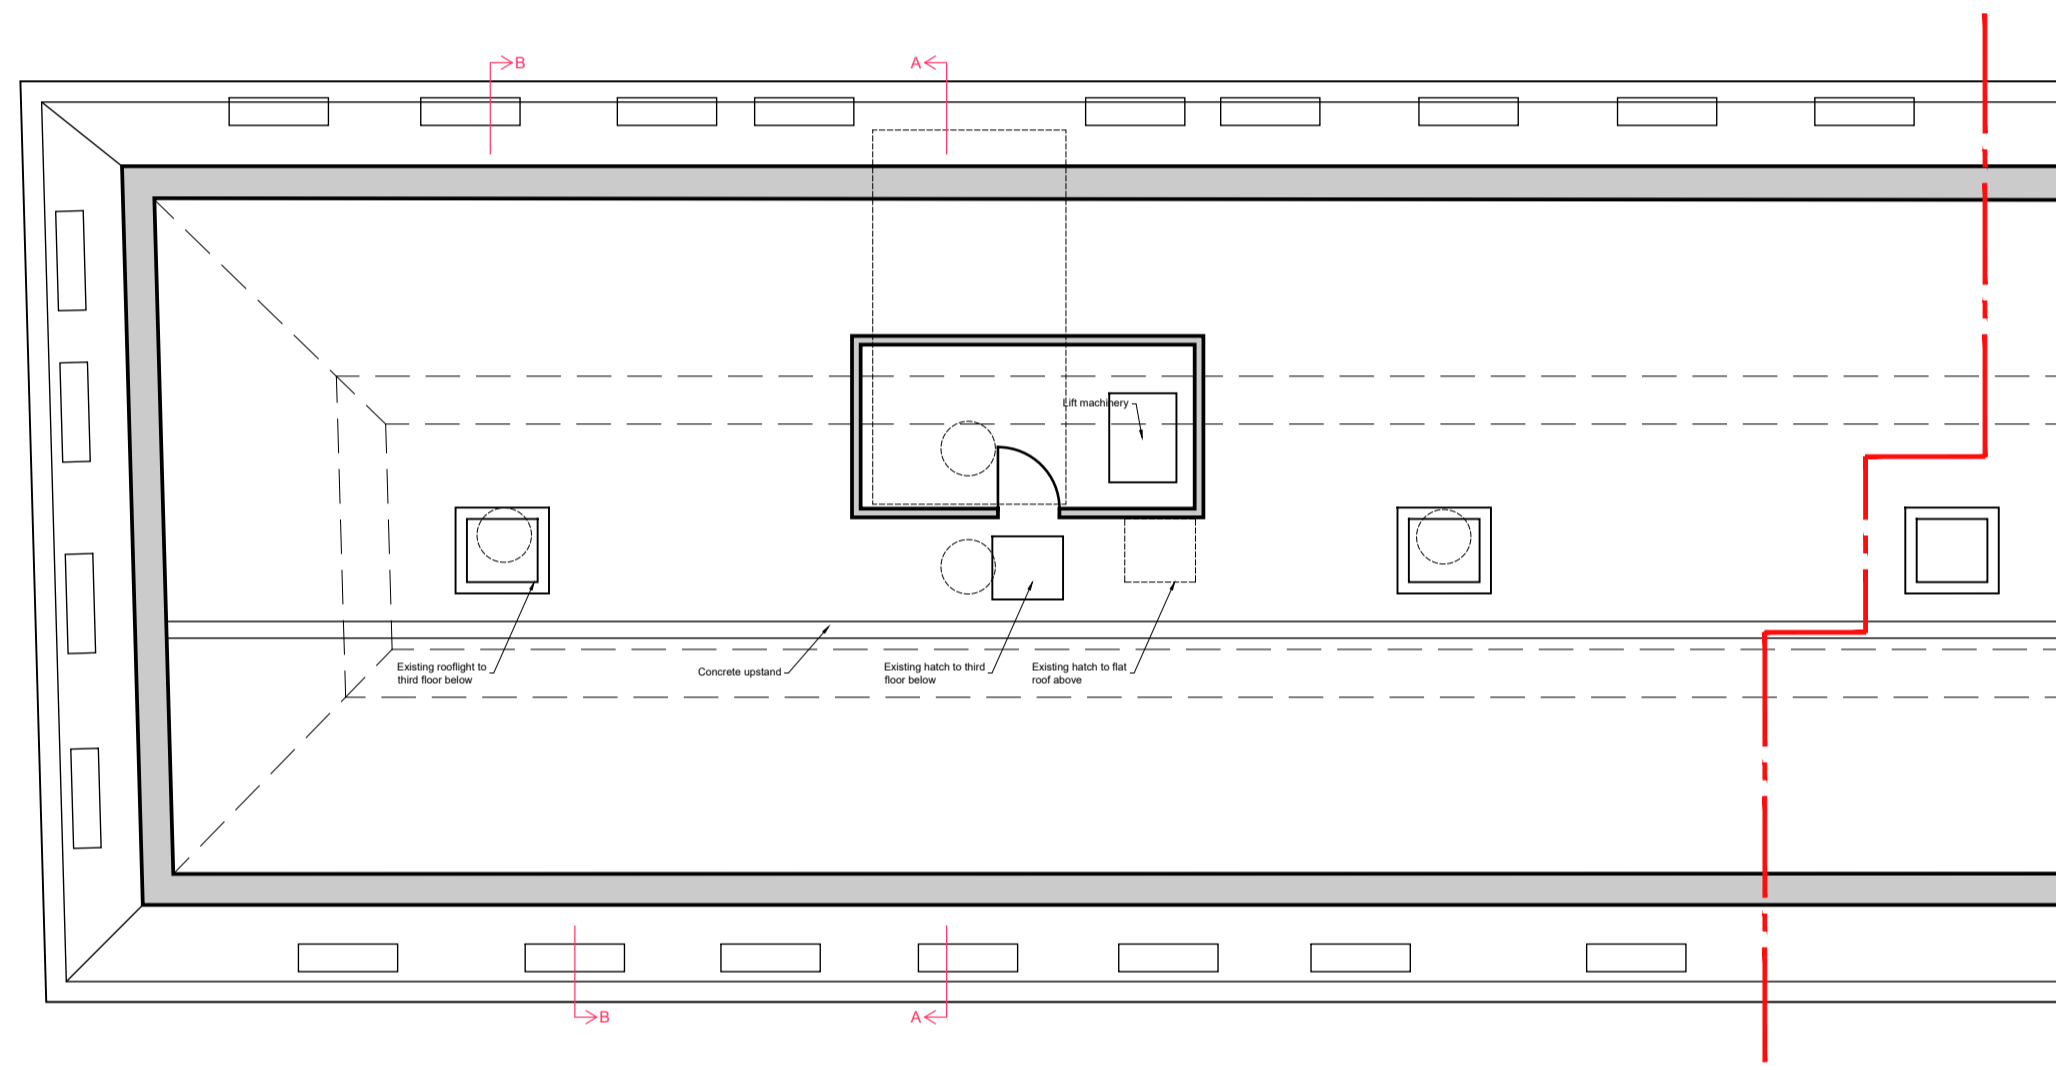 B
A
Lift machinery
Existing rooflight to
third floor below
Concrete upstand
Existing hatch to third
floor below
Existing hatch to flat
roof above
B
A